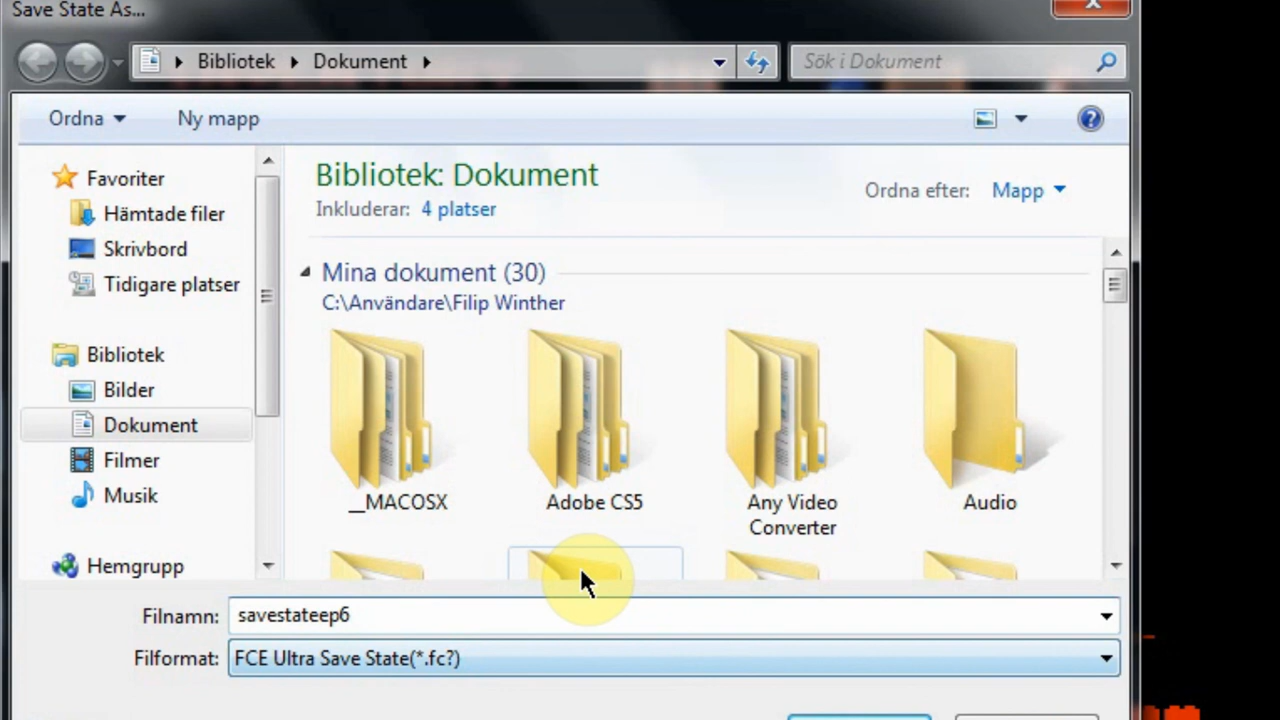 Save State As...
Bibliotek Dokument
Sök i Dokument
Ordna
Ny mapp
Favoriter
Hämtade filer
Skrivbord
Tidigare platser
Bibliotek
Bilder
Dokument
Filmer
Musik
Hemgrupp
Bibliotek: Dokument
Inkluderar: 4 platser
Ordna efter: Mapp
Mina dokument (30)
C:\Användare\Filip Winther
__MACOSX
Adobe CS5
Any Video
Converter
Audio
Filnamn: savestateep6
Filformat: FCE Ultra Save State(*.fc?)